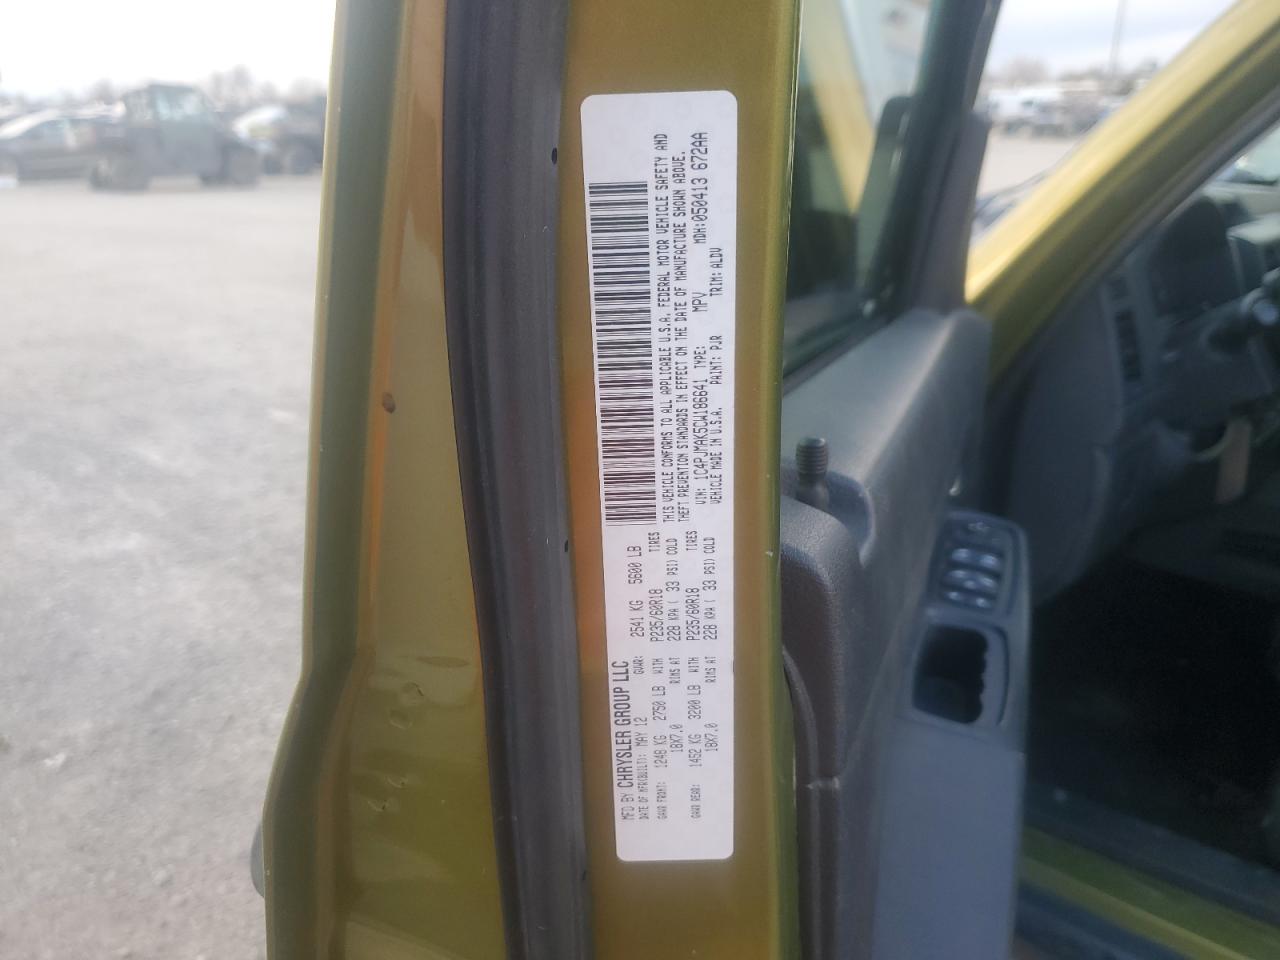 MFD BY CHRYSLER GROUP LLC
DATE OF MFR(BUILT): MAY 12 GVWR: 2541 KG 5600 LB
GAWR FRONT: 1248 KG 2750 LB WITH P235/60R18 TIRES
18X7.0 RIMS AT 228 KPA ( 33 PSI) COLD
GAWR REAR: 1452 KG 3200 LB WITH P235/60R18 TIRES
18X7.0 RIMS AT 228 KPA ( 33 PSI) COLD
THIS VEHICLE CONFORMS TO ALL APPLICABLE U.S.A. FEDERAL MOTOR VEHICLE SAFETY AND
THEFT PREVENTION STANDARDS IN EFFECT ON THE DATE OF MANUFACTURE SHOWN ABOVE.
VIN: 1C4PJMAK5CW186641 TYPE: MPV MDH:050413 672AA
VEHICLE MADE IN U.S.A. PAINT: PJR TRIM: ALDV